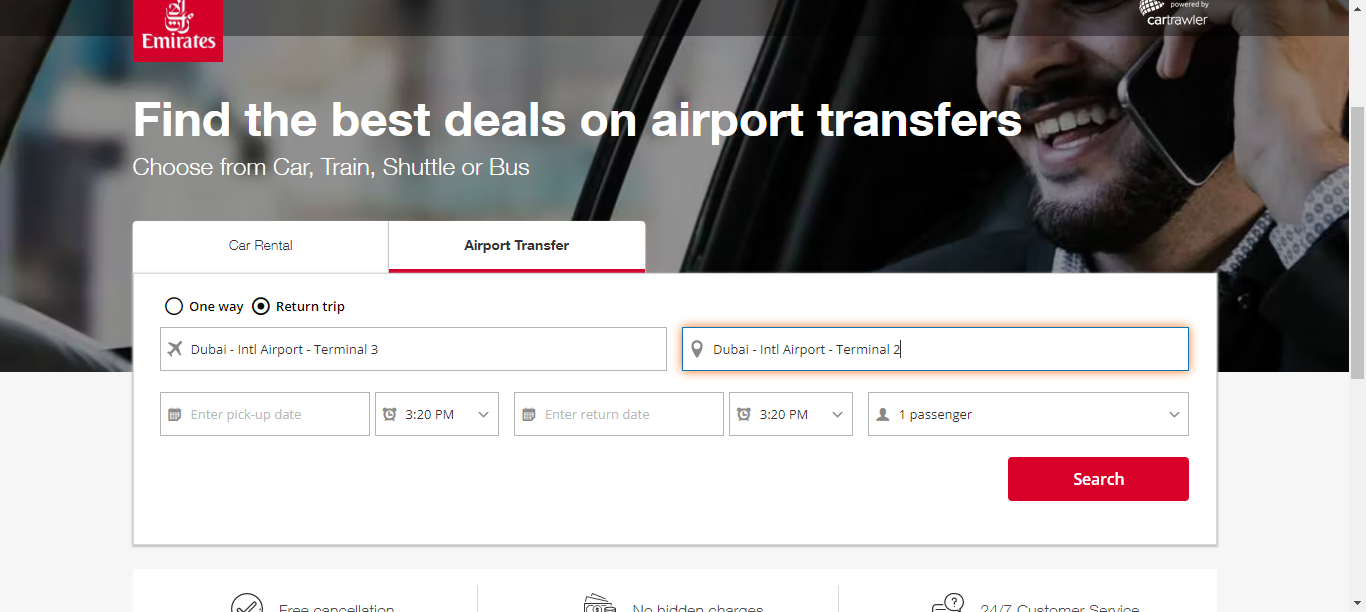 Emirates
powered by
cartrawler
Find the best deals on airport transfers
Choose from Car, Train, Shuttle or Bus
Car Rental
Airport Transfer
One way
Return trip
Dubai - Intl Airport - Terminal 3
Dubai - Intl Airport - Terminal 2
Enter pick-up date
3:20 PM
Enter return date
3:20 PM
1 passenger
Search
Free cancellation
No hidden charges
24/7 Customer Service